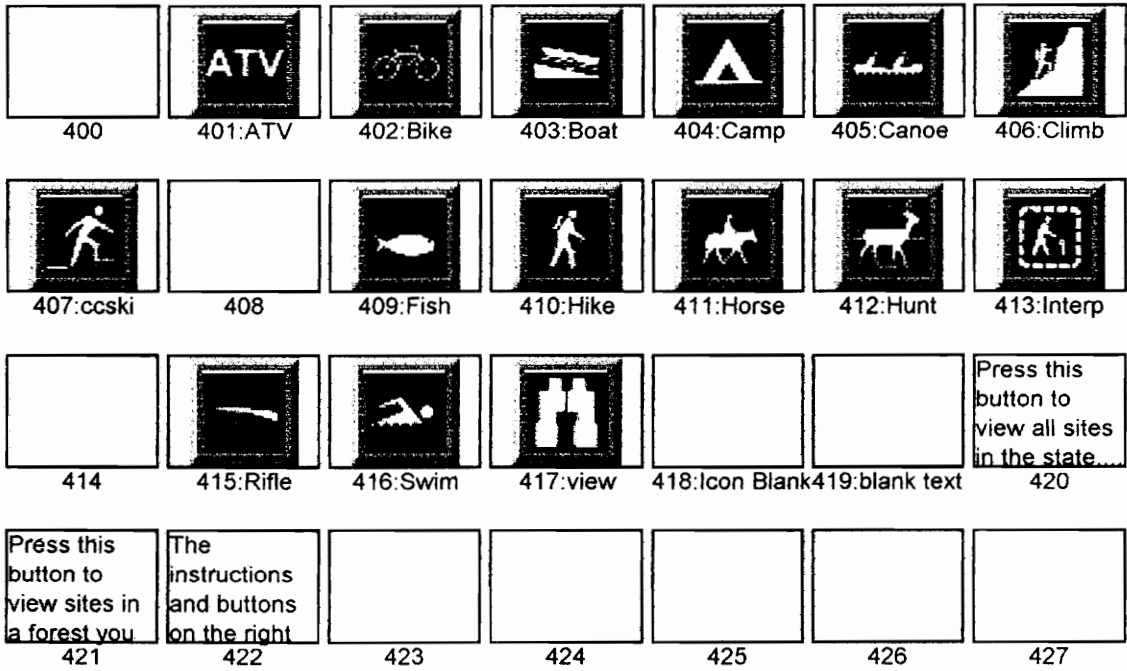 ATV
400 401:ATV 402:Bike 403:Boat 404:Camp 405:Canoe 406:Climb
407:ccski 408 409:Fish 410:Hike 411:Horse 412:Hunt 413:Interp
Press this
button to
view all sites
in the state....
414 415:Rifle 416:Swim 417:view 418:Icon Blank 419:blank text 420
Press this
button to
view sites in
a forest you
The
instructions
and buttons
on the right
421 422 423 424 425 426 427